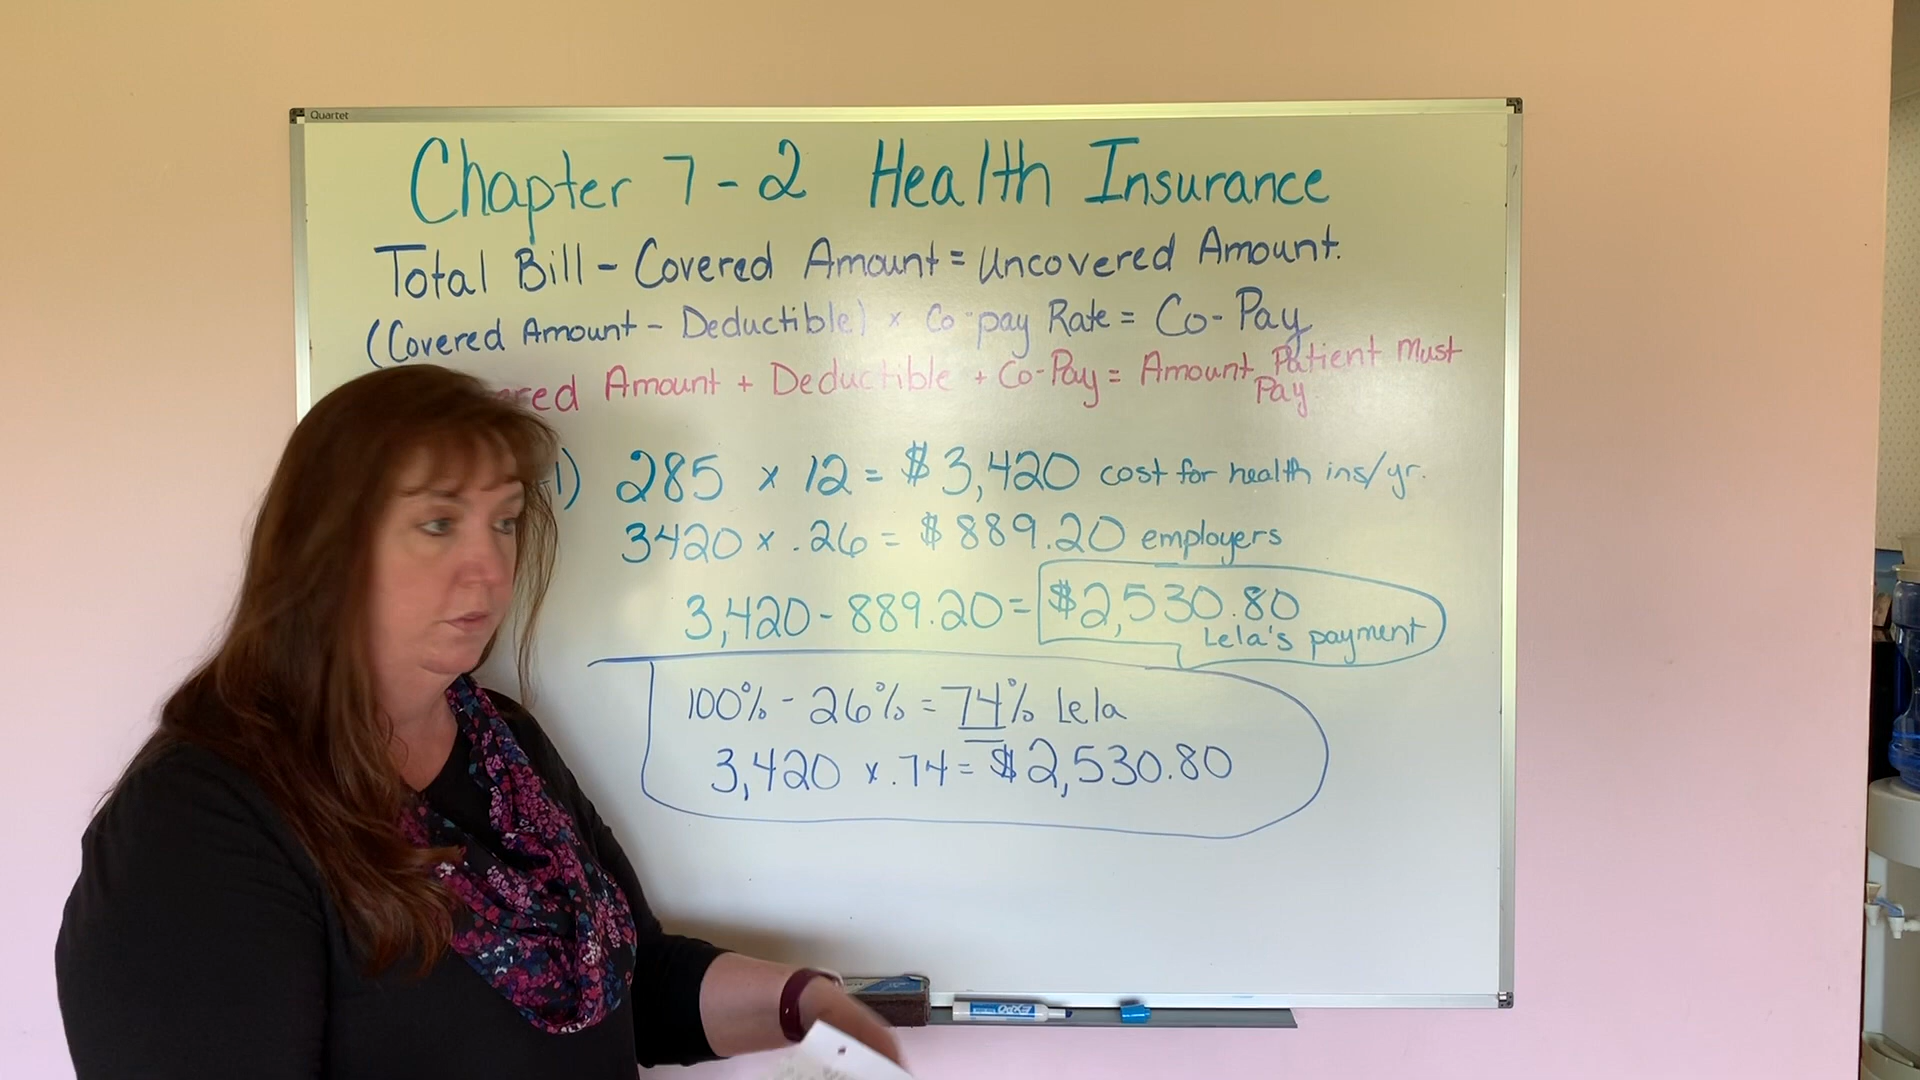 Quartet
Chapter 7-2 Health Insurance
Total Bill - Covered Amount = Uncovered Amount.
(Covered Amount - Deductible) × Co-pay Rate = Co-Pay
ered Amount + Deductible + Co-Pay = Amount Patient Must
Pay
1) 285 × 12 = $3,420 cost for health ins/yr.
3420 × .26 = $889.20 employers
3,420 - 889.20 = $2,530.80
Lela's payment
100% - 26% = 74% Lela
3,420 × .74 = $2,530.80
EXPO